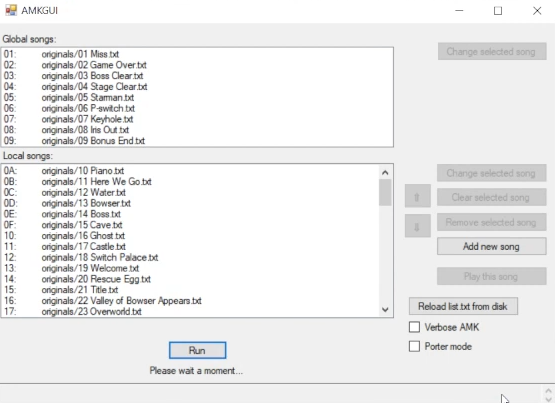 AMKGUI
Global songs:
01: originals/01 Miss.txt
02: originals/02 Game Over.txt
03: originals/03 Boss Clear.txt
04: originals/04 Stage Clear.txt
05: originals/05 Starman.txt
06: originals/06 P-switch.txt
07: originals/07 Keyhole.txt
08: originals/08 Iris Out.txt
09: originals/09 Bonus End.txt
Change selected song
Local songs:
0A: originals/10 Piano.txt
0B: originals/11 Here We Go.txt
0C: originals/12 Water.txt
0D: originals/13 Bowser.txt
0E: originals/14 Boss.txt
0F: originals/15 Cave.txt
10: originals/16 Ghost.txt
11: originals/17 Castle.txt
12: originals/18 Switch Palace.txt
13: originals/19 Welcome.txt
14: originals/20 Rescue Egg.txt
15: originals/21 Title.txt
16: originals/22 Valley of Bowser Appears.txt
17: originals/23 Overworld.txt
Change selected song
Clear selected song
Remove selected song
Add new song
Play this song
Reload list.txt from disk
Verbose AMK
Porter mode
Run
Please wait a moment...